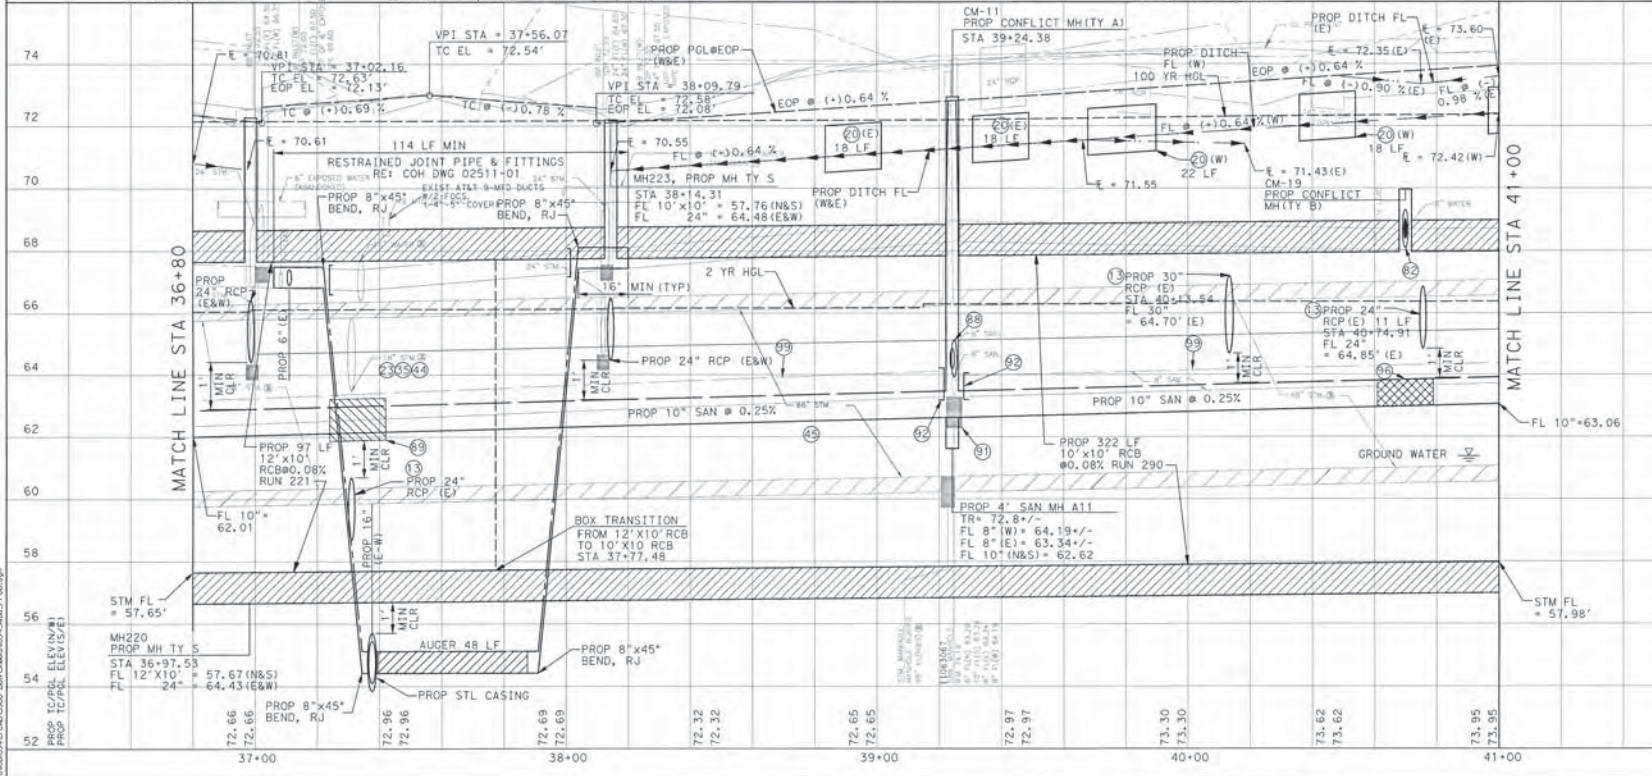 74
72
70
68
66
64
62
60
58
56
54
52
MATCH LINE STA 36+80
℄ = 70.81
VPI STA = 37+02.16
TC EL = 72.63'
EOP EL = 72.13'
VPI STA = 37+56.07
TC EL = 72.54'
TC @ (+)0.69 %
TC @ (-)0.78 %
℄ = 70.61
114 LF MIN
RESTRAINED JOINT PIPE & FITTINGS
RE: COH DWG 02511-01
EXIST AT&T 9-MFD DUCTS
PROP 8"x45°
BEND, RJ
PROP 8"x45°
BEND, RJ
PROP PGL@EOP
(W&E)
VPI STA = 38+09.79
TC EL = 72.58'
EOP EL = 72.08'
EOP @ (+)0.64 %
℄ = 70.55
FL @ (+)0.64 %
MH223, PROP MH TY S
STA 38+14.31
FL 10'x10' = 57.76(N&S)
FL 24" = 64.48(E&W)
CM-11
PROP CONFLICT MH(TY A)
STA 39+24.38
24" RCP
20 (E)
18 LF
20 (E)
18 LF
PROP DITCH FL
(W&E)
PROP DITCH
FL (W)
100 YR HGL
PROP DITCH FL
(E)
EOP @ (+)0.64 %
℄ = 72.35(E)
℄ = 73.60
(E)
FL @ (-)0.90 %(E)
FL @ (-)
0.98 %(E
FL @ (+)0.64 %(W)
20 (W)
22 LF
20 (W)
18 LF
℄ = 72.42(W)
℄ = 71.55
℄ = 71.43(E)
CM-19
PROP CONFLICT
MH(TY B)
MATCH LINE STA 41+00
82
PROP
24" RCP
(E&W)
PROP 6"(E)
1'
MIN
CLR
16' MIN (TYP)
2 YR HGL
PROP 24" RCP (E&W)
1'
MIN
CLR
99
23 35 44
88
92
92
91
8" SAN
8" SAN
13 PROP 30"
RCP (E)
STA 40+13.54
FL 30"
= 64.70'(E)
1'
MIN
CLR
99
13 PROP 24"
RCP(E) 11 LF
STA 40+74.91
FL 24"
= 64.85'(E)
1'
MIN
CLR
96
PROP 10" SAN @ 0.25%
PROP 10" SAN @ 0.25%
45
89
FL 10"=63.06
GROUND WATER
PROP 97 LF
12'x10'
RCB@0.08%
RUN 221
1'
MIN
CLR
13
PROP 24"
RCP (E)
FL 10"=
62.01
PROP 16"
(E-W)
BOX TRANSITION
FROM 12'X10'RCB
TO 10'X10 RCB
STA 37+77.48
PROP 322 LF
10'x10' RCB
@0.08% RUN 290
PROP 4' SAN MH A11
TR= 72.8+/-
FL 8"(W)= 64.19+/-
FL 8"(E)= 63.34+/-
FL 10"(N&S)= 62.62
STM FL
= 57.65'
STM FL
= 57.98'
MH220
PROP MH TY S
STA 36+97.53
FL 12'X10' = 57.67(N&S)
FL 24" = 64.43(E&W)
1'
MIN
CLR
AUGER 48 LF
PROP 8"x45°
BEND, RJ
PROP STL CASING
PROP 8"x45°
BEND, RJ
PROP TC/PGL ELEV(N/W)
PROP TC/PGL ELEV(S/E)
72.66
72.66
72.96
72.96
72.69
72.69
72.32
72.32
72.65
72.65
72.97
72.97
73.30
73.30
73.62
73.62
73.95
73.95
37+00
38+00
39+00
40+00
41+00